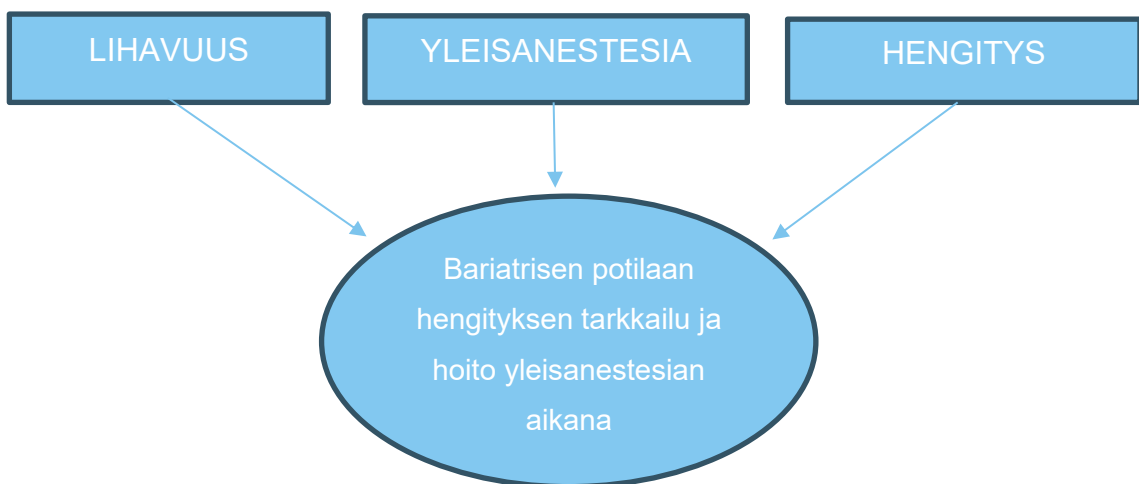 LIHAVUUS
YLEISANESTESIA
HENGITYS
Bariatrisen potilaan
hengityksen tarkkailu ja
hoito yleisanestesian
aikana